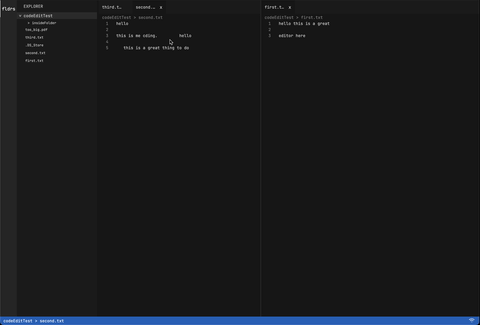 fldrs
EXPLORER
codeEditTest
insideFolder
too_big.pdf
third.txt
.DS_Store
second.txt
first.txt
third.t…
second.… x
codeEditTest > second.txt
1 hello
2
3 this is me cding. hello
4
5 this is a great thing to do
first.t… x
codeEditTest > first.txt
1 hello this is a great
2
3 editor here
codeEditTest > second.txt